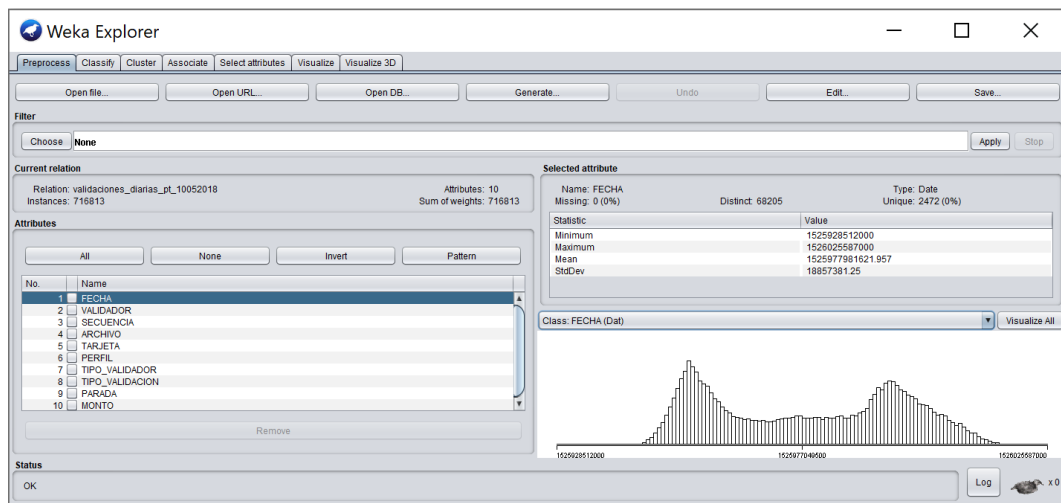 Weka Explorer
Preprocess Classify Cluster Associate Select attributes Visualize Visualize 3D
Open file... Open URL... Open DB... Generate... Undo Edit... Save...
Filter
Choose None Apply Stop
Current relation
Relation: validaciones_diarias_pt_10052018 Attributes: 10
Instances: 716813 Sum of weights: 716813
Attributes
All None Invert Pattern
No. Name
1 FECHA
2 VALIDADOR
3 SECUENCIA
4 ARCHIVO
5 TARJETA
6 PERFIL
7 TIPO_VALIDADOR
8 TIPO_VALIDACION
9 PARADA
10 MONTO
Remove
Selected attribute
Name: FECHA Type: Date
Missing: 0 (0%) Distinct: 68205 Unique: 2472 (0%)
Statistic Value
Minimum 1525928512000
Maximum 1526025587000
Mean 1525977981621.957
StdDev 18857381.25
Class: FECHA (Dat) Visualize All
1525928512000 1525977049500 1526025587000
Status
OK Log x 0